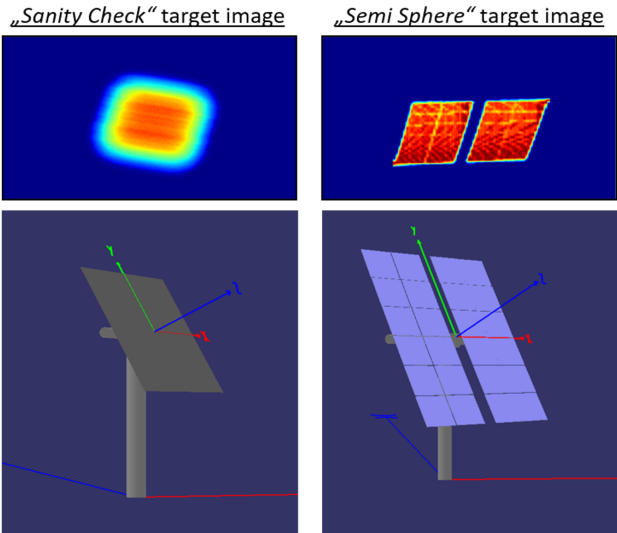 „Sanity Check“ target image
„Semi Sphere“ target image
Y
Z
X
Y
Z
X